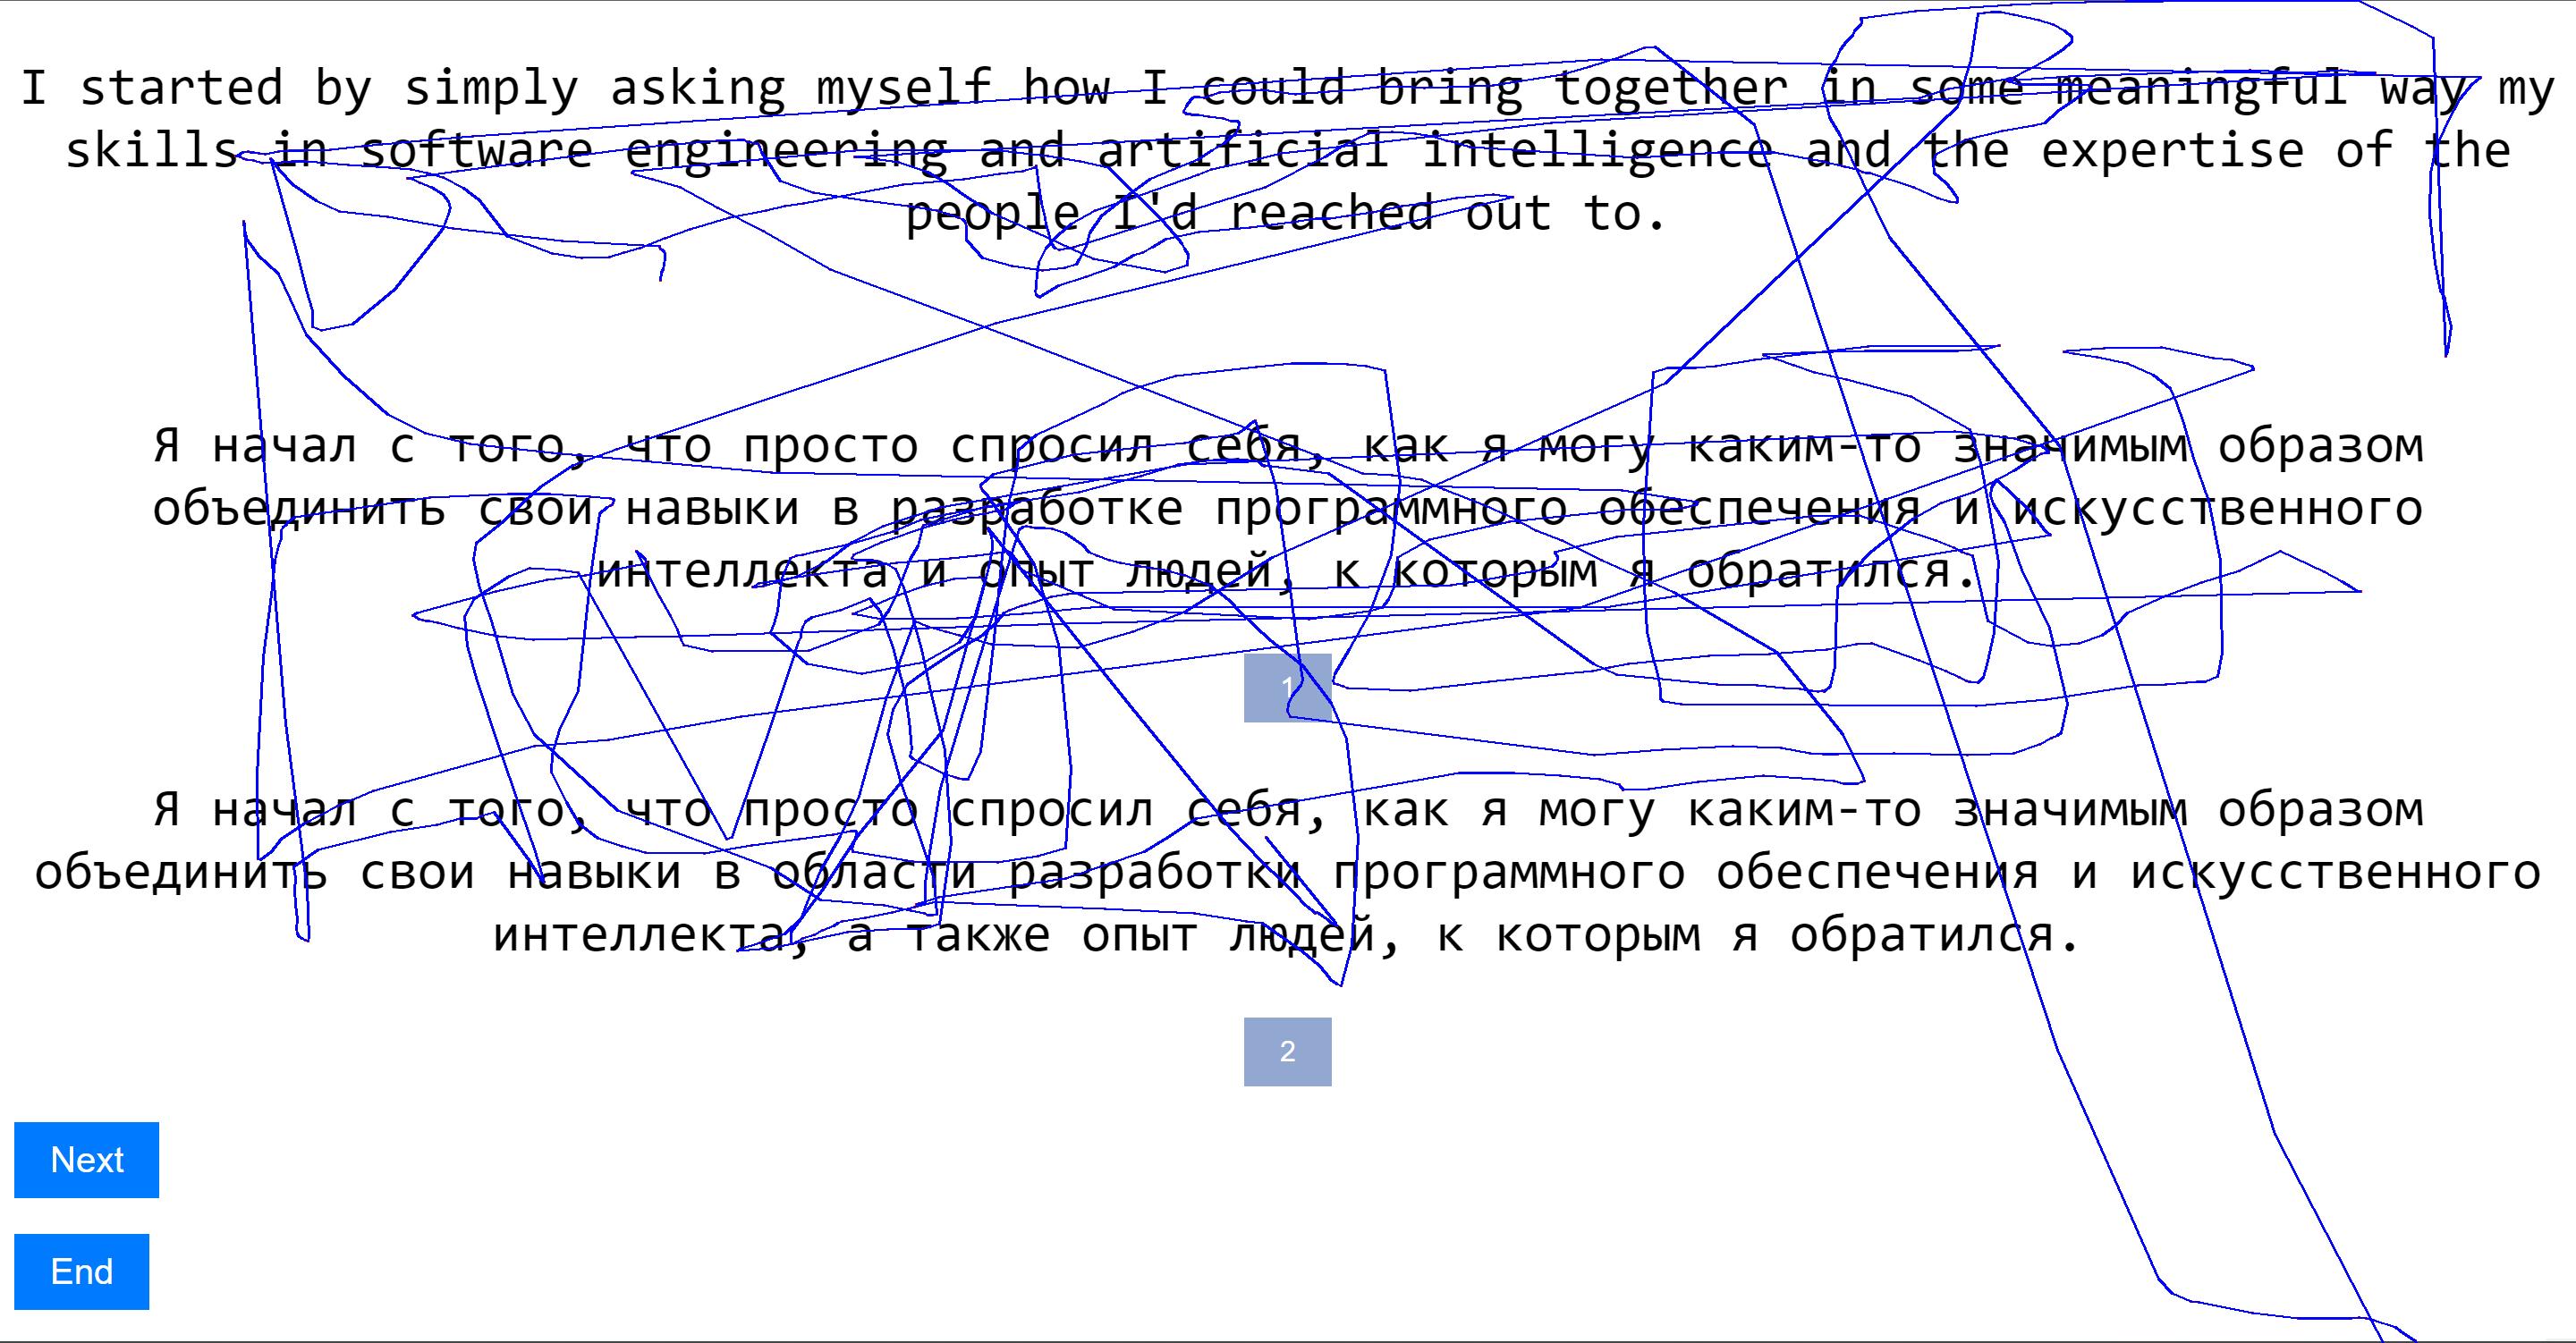 I started by simply asking myself how I could bring together in some meaningful way my
skills in software engineering and artificial intelligence and the expertise of the
people I'd reached out to.
Я начал с того, что просто спросил себя, как я могу каким-то значимым образом
объединить свои навыки в разработке программного обеспечения и искусственного
интеллекта и опыт людей, к которым я обратился.
1
Я начал с того, что просто спросил себя, как я могу каким-то значимым образом
объединить свои навыки в области разработки программного обеспечения и искусственного
интеллекта, а также опыт людей, к которым я обратился.
2
Next
End